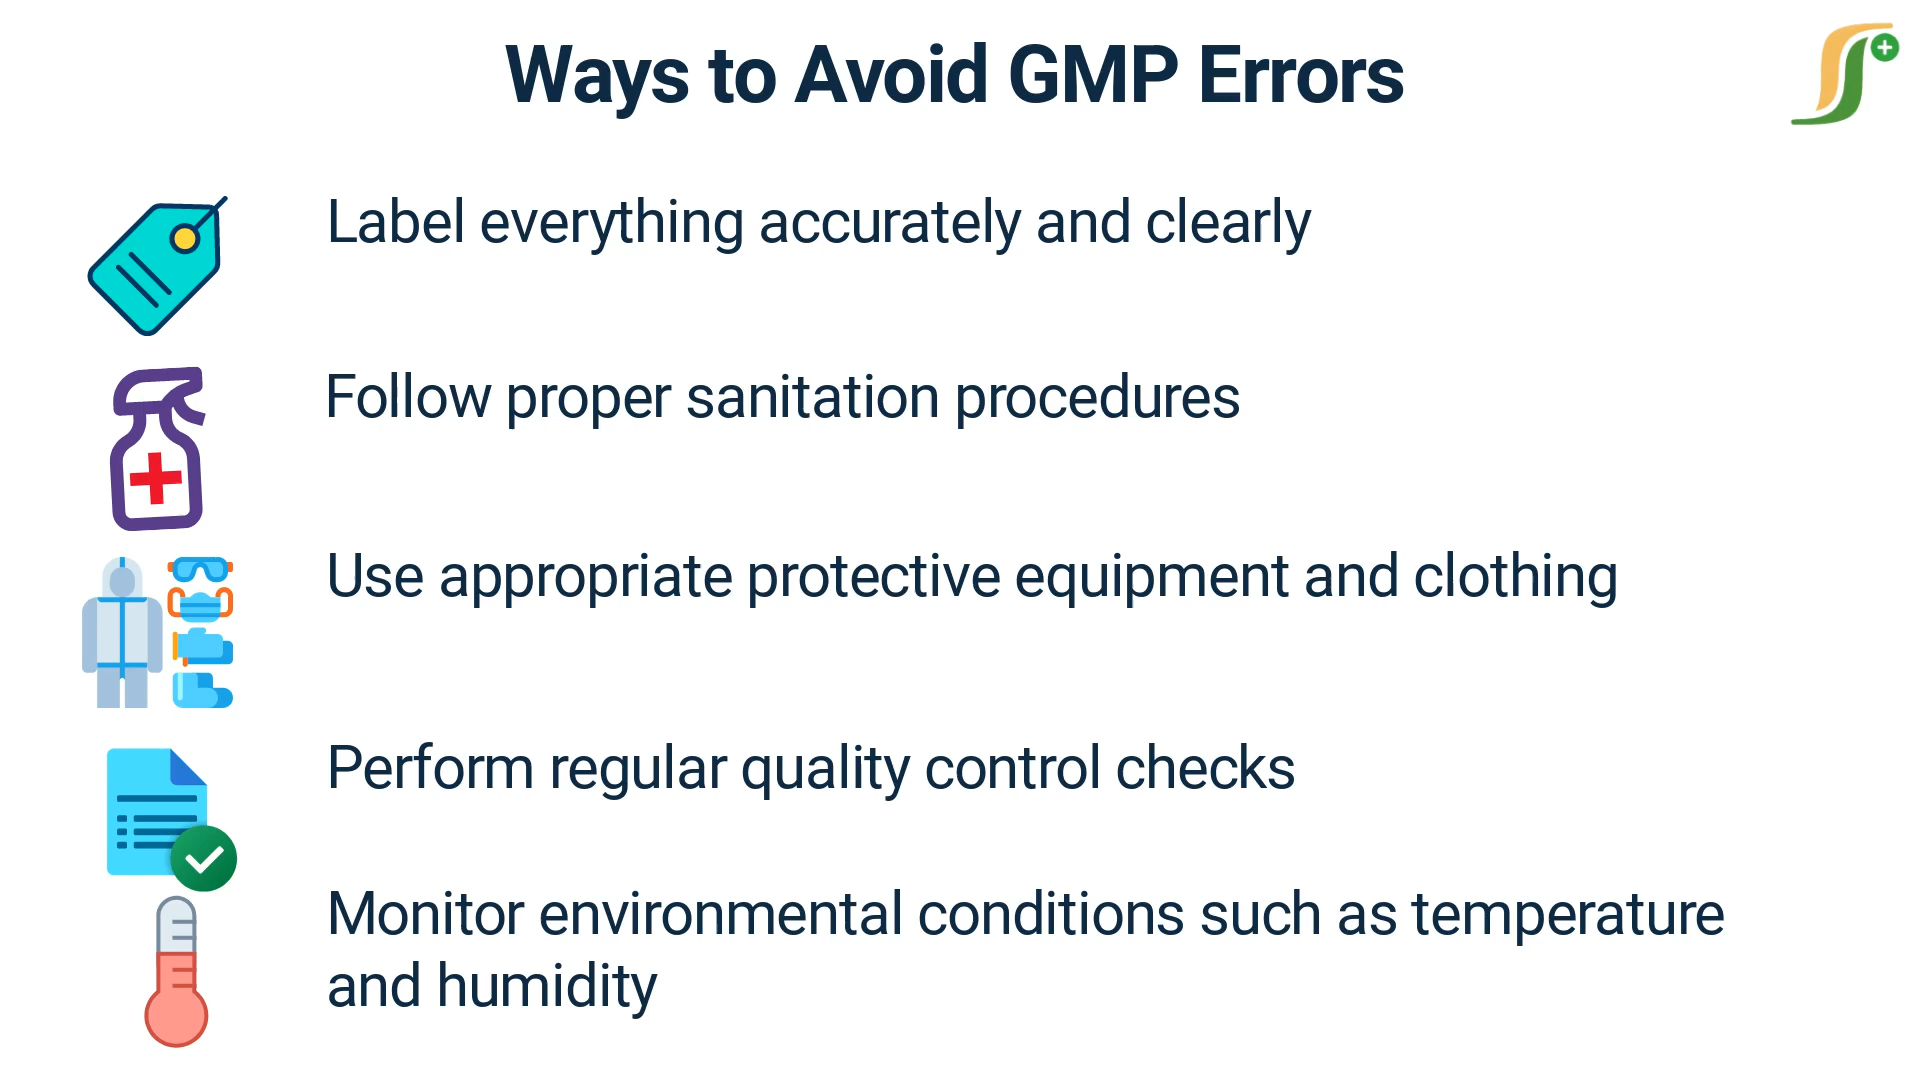 Ways to Avoid GMP Errors
Label everything accurately and clearly
Follow proper sanitation procedures
Use appropriate protective equipment and clothing
Perform regular quality control checks
Monitor environmental conditions such as temperature
and humidity